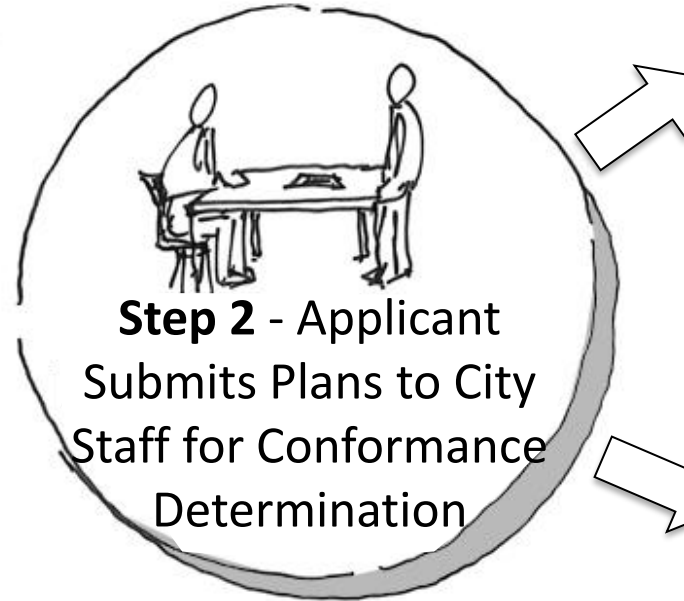 Step 2 - Applicant
Submits Plans to City
Staff for Conformance
Determination